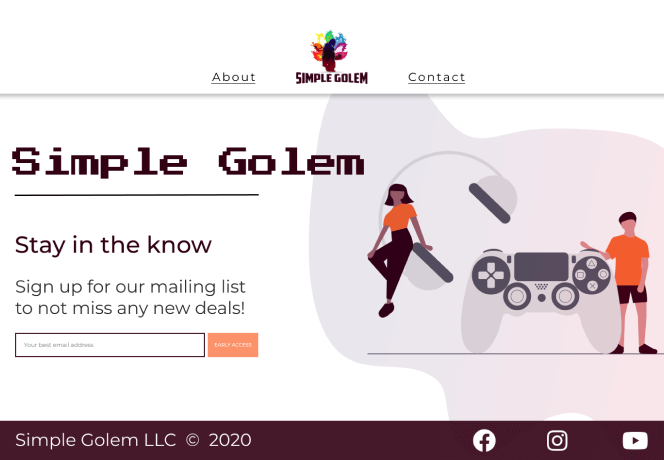 SIMPLE GOLEM
About
Contact
Simple Golem
Stay in the know
Sign up for our mailing list
to not miss any new deals!
Your best email address
EARLY ACCESS
Simple Golem LLC © 2020